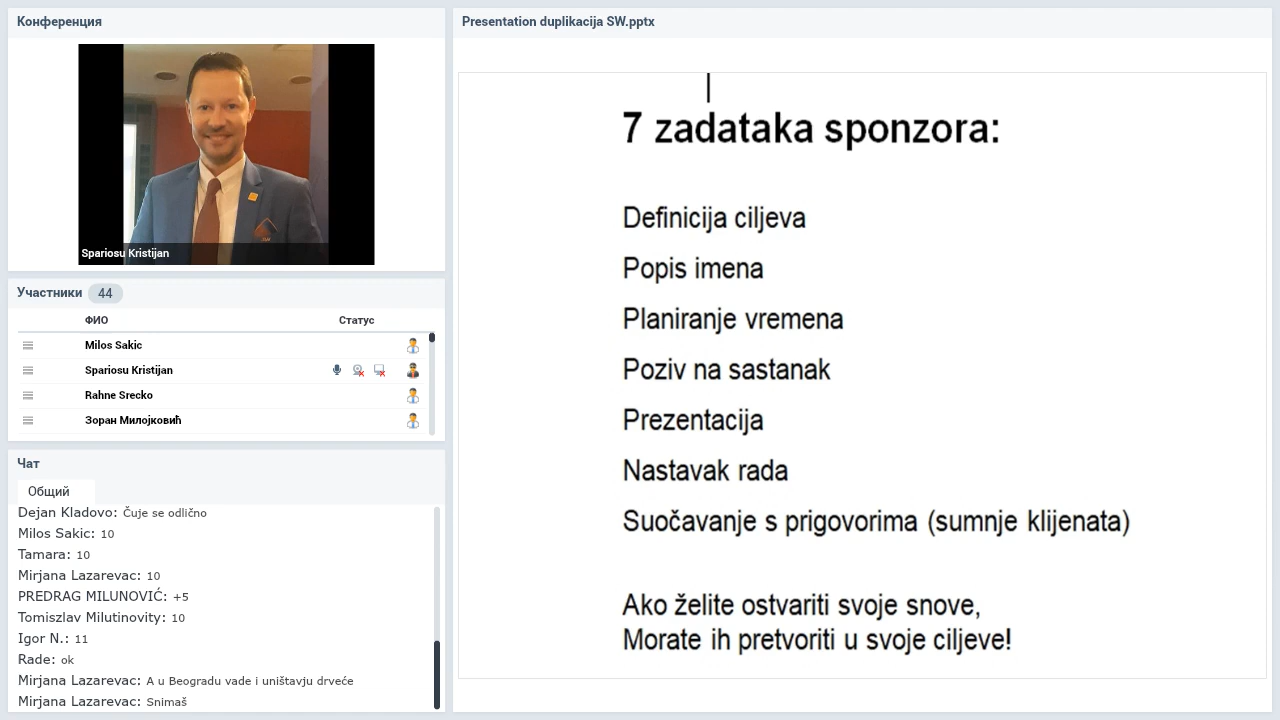 Конференция
Spariosu Kristijan
Участники 44
ФИО Статус
Milos Sakic
Spariosu Kristijan
Rahne Srecko
Зоран Милојковић
Чат
Общий
Dejan Kladovo: Čuje se odlično
Milos Sakic: 10
Tamara: 10
Mirjana Lazarevac: 10
PREDRAG MILUNOVIĆ: +5
Tomiszlav Milutinovity: 10
Igor N.: 11
Rade: ok
Mirjana Lazarevac: A u Beogradu vade i uništavju drveće
Mirjana Lazarevac: Snimaš
Presentation duplikacija SW.pptx
7 zadataka sponzora:
Definicija ciljeva
Popis imena
Planiranje vremena
Poziv na sastanak
Prezentacija
Nastavak rada
Suočavanje s prigovorima (sumnje klijenata)
Ako želite ostvariti svoje snove,
Morate ih pretvoriti u svoje ciljeve!